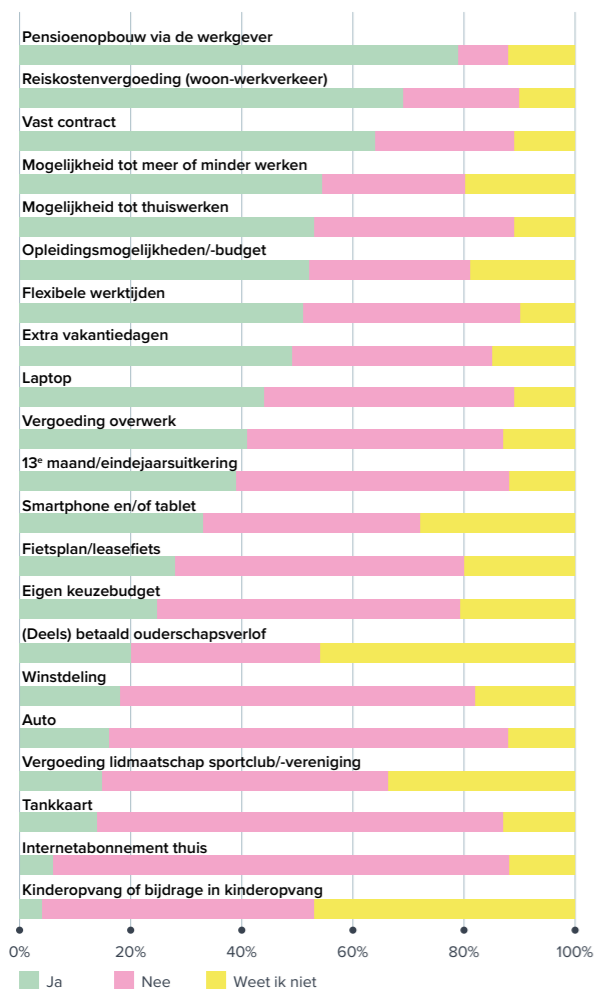 Pensioenopbouw via de werkgever
Reiskostenvergoeding (woon-werkverkeer)
Vast contract
Mogelijkheid tot meer of minder werken
Mogelijkheid tot thuiswerken
Opleidingsmogelijkheden/-budget
Flexibele werktijden
Extra vakantiedagen
Laptop
Vergoeding overwerk
13ᵉ maand/eindejaarsuitkering
Smartphone en/of tablet
Fietsplan/leasefiets
Eigen keuzebudget
(Deels) betaald ouderschapsverlof
Winstdeling
Auto
Vergoeding lidmaatschap sportclub/-vereniging
Tankkaart
Internetabonnement thuis
Kinderopvang of bijdrage in kinderopvang
0% 20% 40% 60% 80% 100%
Ja Nee Weet ik niet